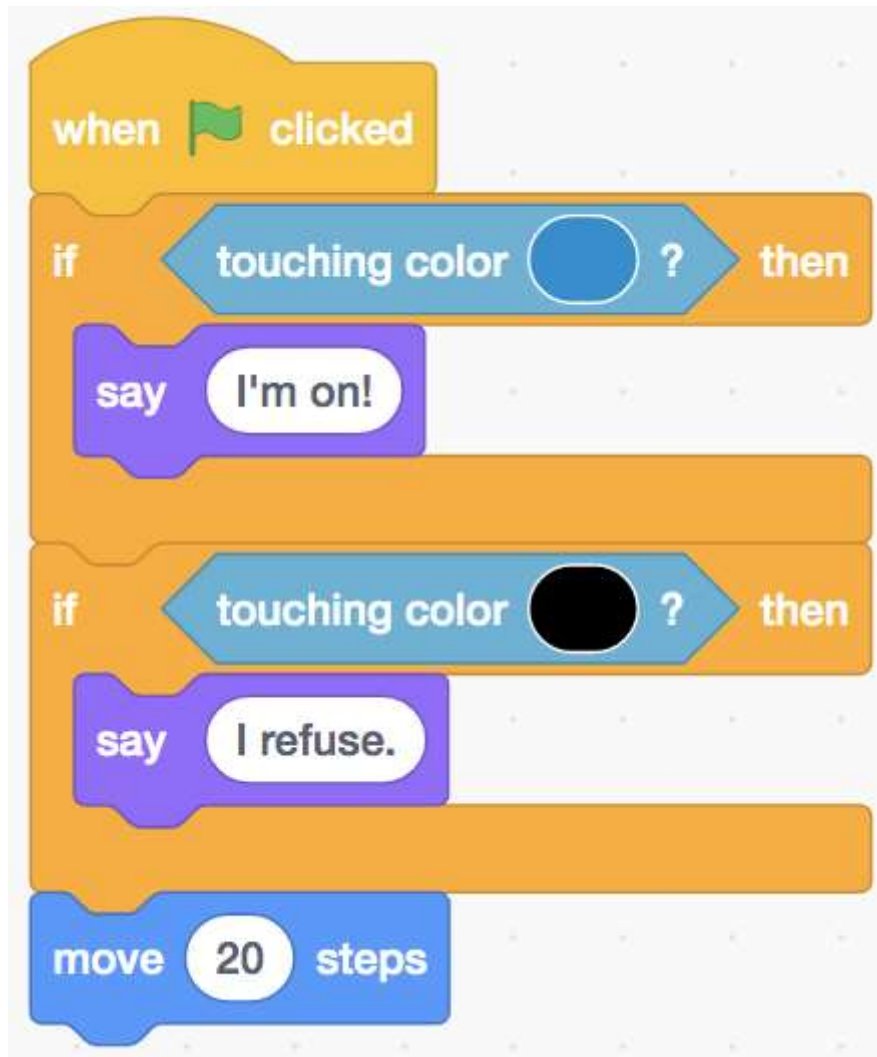 when clicked
if touching color ? then
say I'm on!
if touching color ? then
say I refuse.
move 20 steps